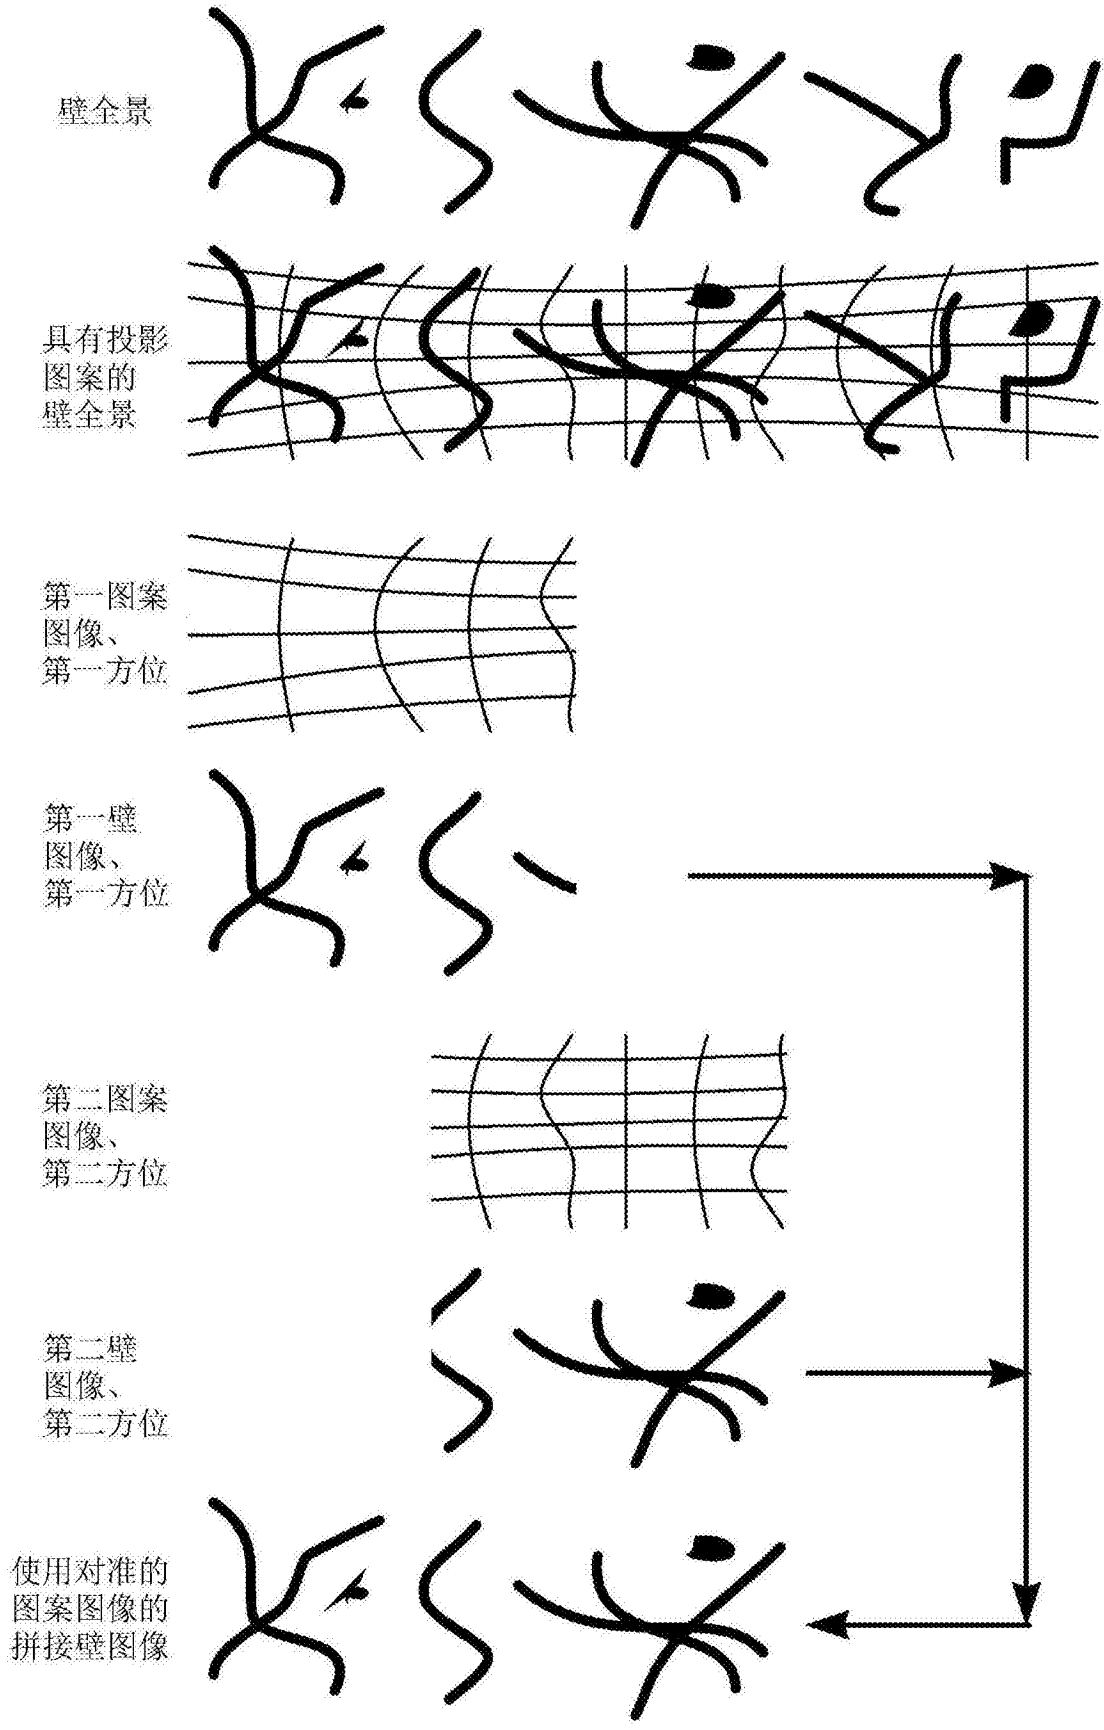 壁全景
具有投影
图案的
壁全景
第一图案
图像、
第一方位
第一壁
图像、
第一方位
第二图案
图像、
第二方位
第二壁
图像、
第二方位
使用对准的
图案图像的
拼接壁图像